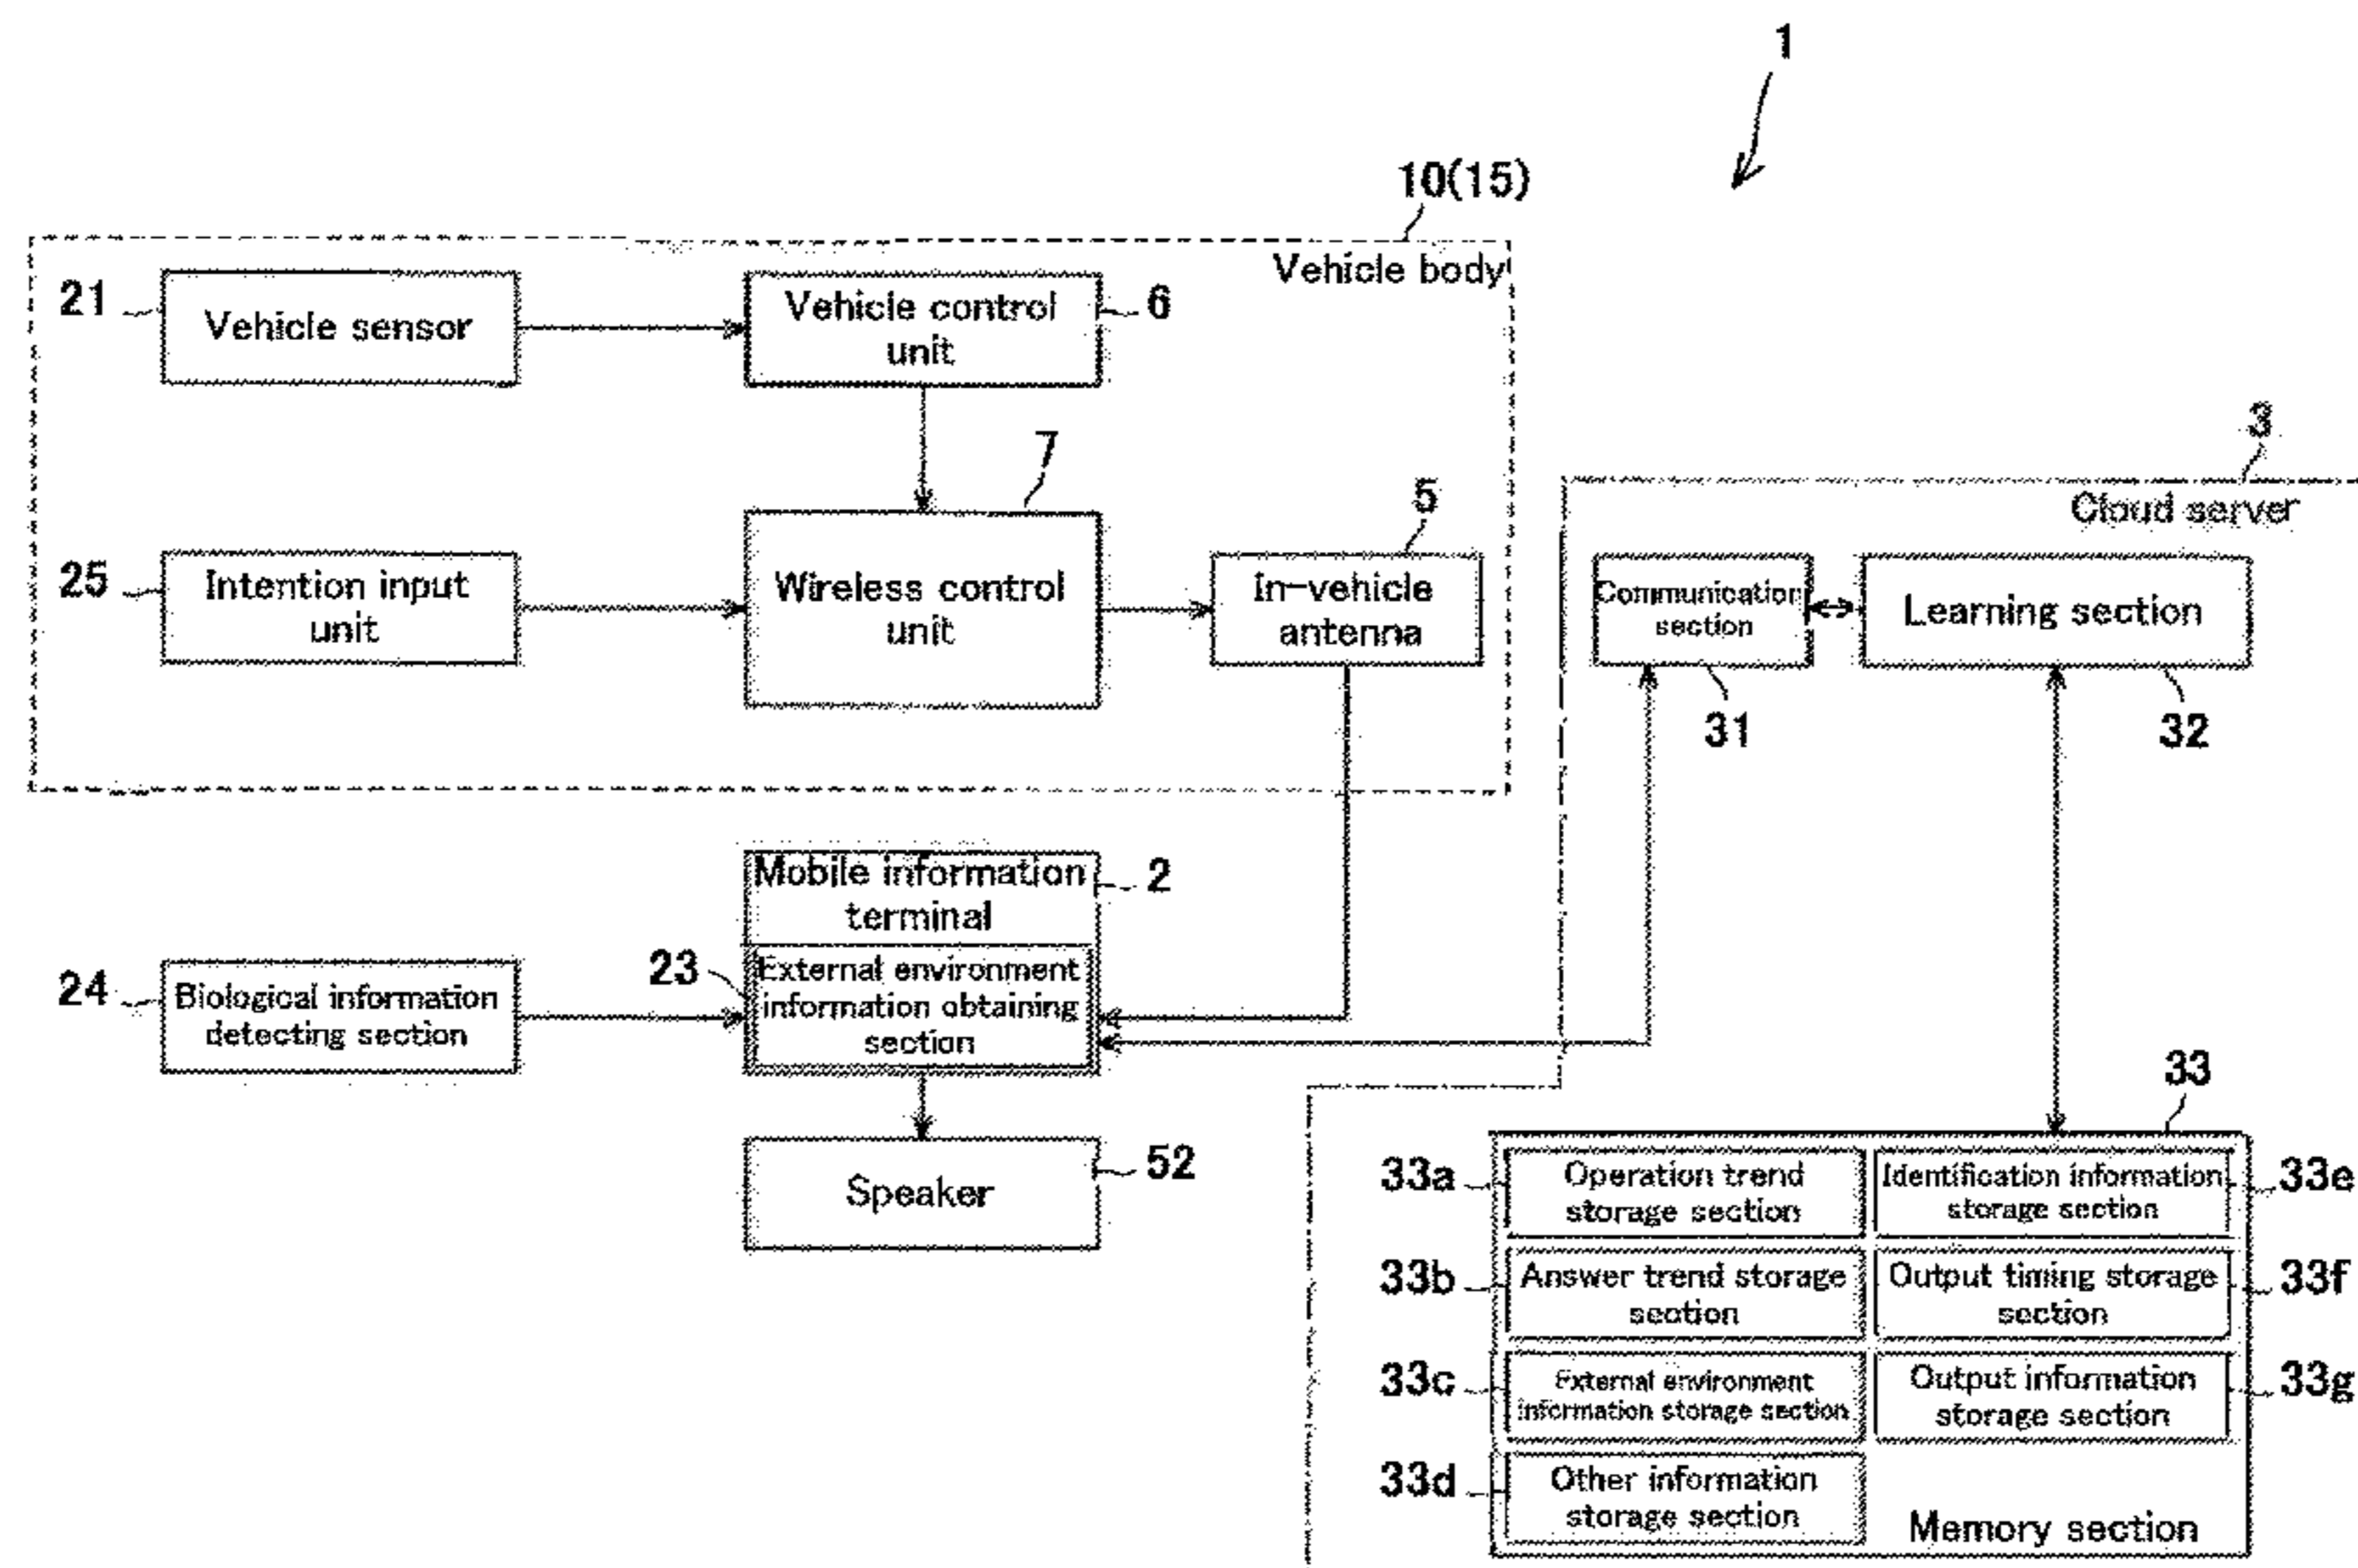 1
10(15)
Vehicle body
21
Vehicle sensor
Vehicle control
unit
6
7
25
Intention input
unit
Wireless control
unit
5
In-vehicle
antenna
3
Cloud server
Communication
section
31
Learning section
32
Mobile information
terminal
2
23
External environment
information obtaining
section
24
Biological information
detecting section
Speaker
52
33
33a
Operation trend
storage section
Identification information
storage section
33e
33b
Answer trend storage
section
Output timing storage
section
33f
33c
External environment
information storage section
Output information
storage section
33g
33d
Other information
storage section
Memory section